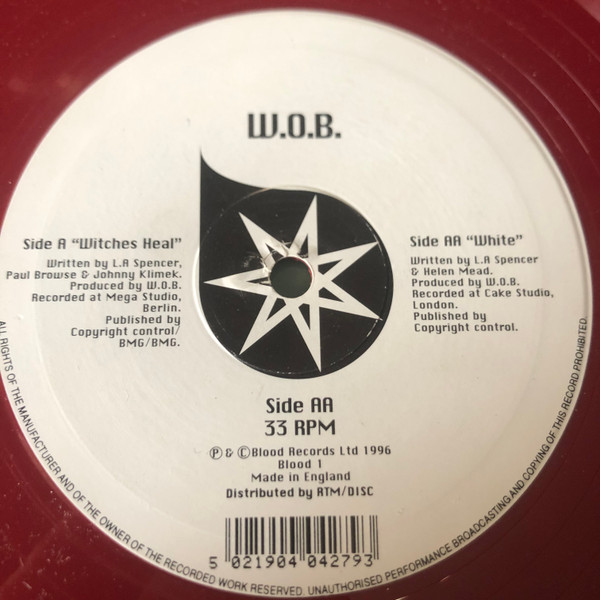 W.O.B.
Side A "Witches Heal"
Written by L.A Spencer,
Paul Browse & Johnny Klimek.
Produced by W.O.B.
Recorded at Mega Studio,
Berlin.
Published by
Copyright control/
BMG/BMG.
Side AA "White"
Written by L.A Spencer
& Helen Mead.
Produced by W.O.B.
Recorded at Cake Studio,
London.
Published by
Copyright control.
Side AA
33 RPM
Ⓟ & ©Blood Records Ltd 1996
Blood 1
Made in England
Distributed by RTM/DISC
5 021904 042793
ALL RIGHTS OF THE MANUFACTURER AND OF THE OWNER OF THE RECORDED WORK RESERVED. UNAUTHORISED PERFORMANCE BROADCASTING AND COPYING OF THIS RECORD PROHIBITED.